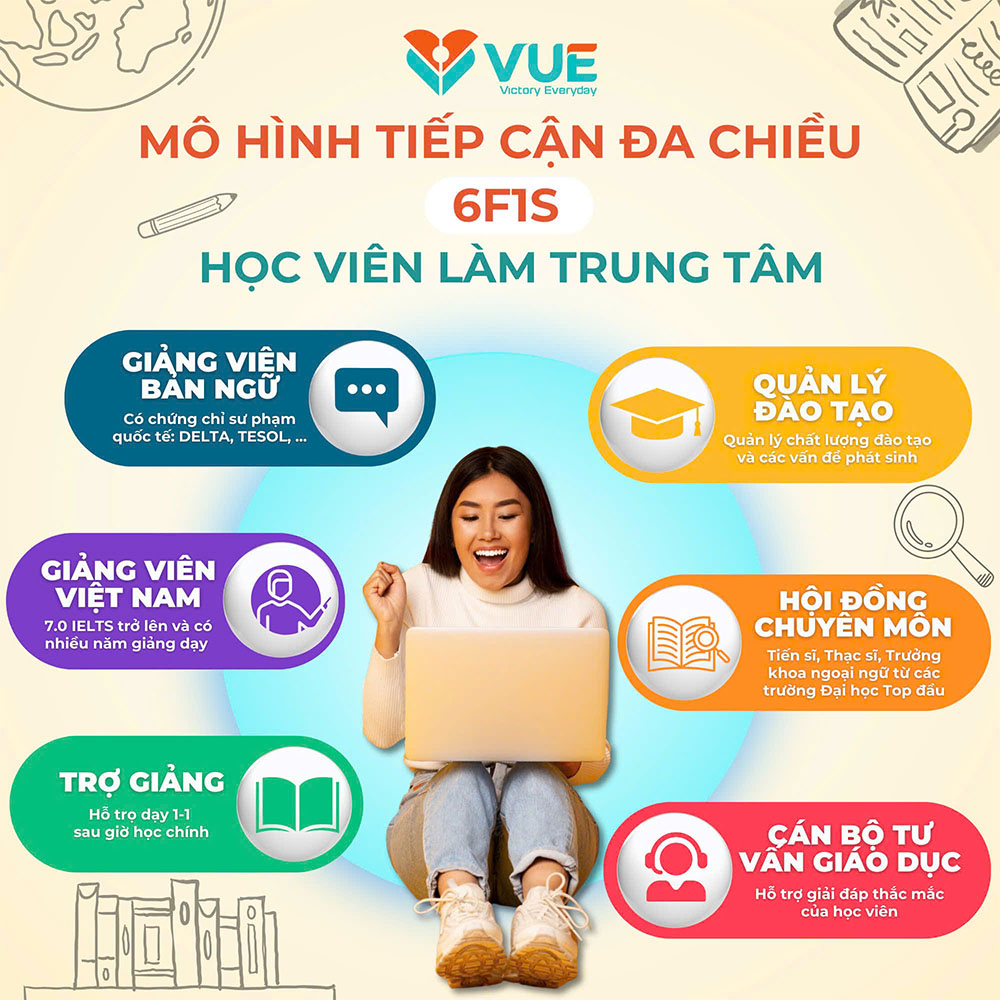 VUE
Victory Everyday
MÔ HÌNH TIẾP CẬN ĐA CHIỀU
6F1S
HỌC VIÊN LÀM TRUNG TÂM
GIẢNG VIÊN
BẢN NGỮ
Có chứng chỉ sư phạm
quốc tế: DELTA, TESOL, ...
GIẢNG VIÊN
VIỆT NAM
7.0 IELTS trở lên và có
nhiều năm giảng dạy
TRỢ GIẢNG
Hỗ trợ dạy 1-1
sau giờ học chính
QUẢN LÝ
ĐÀO TẠO
Quản lý chất lượng đào tạo
và các vấn đề phát sinh
HỘI ĐỒNG
CHUYÊN MÔN
Tiến sĩ, Thạc sĩ, Trưởng
khoa ngoại ngữ từ các
trường Đại học Top đầu
CÁN BỘ TƯ
VẤN GIÁO DỤC
Hỗ trợ giải đáp thắc mắc
của học viên